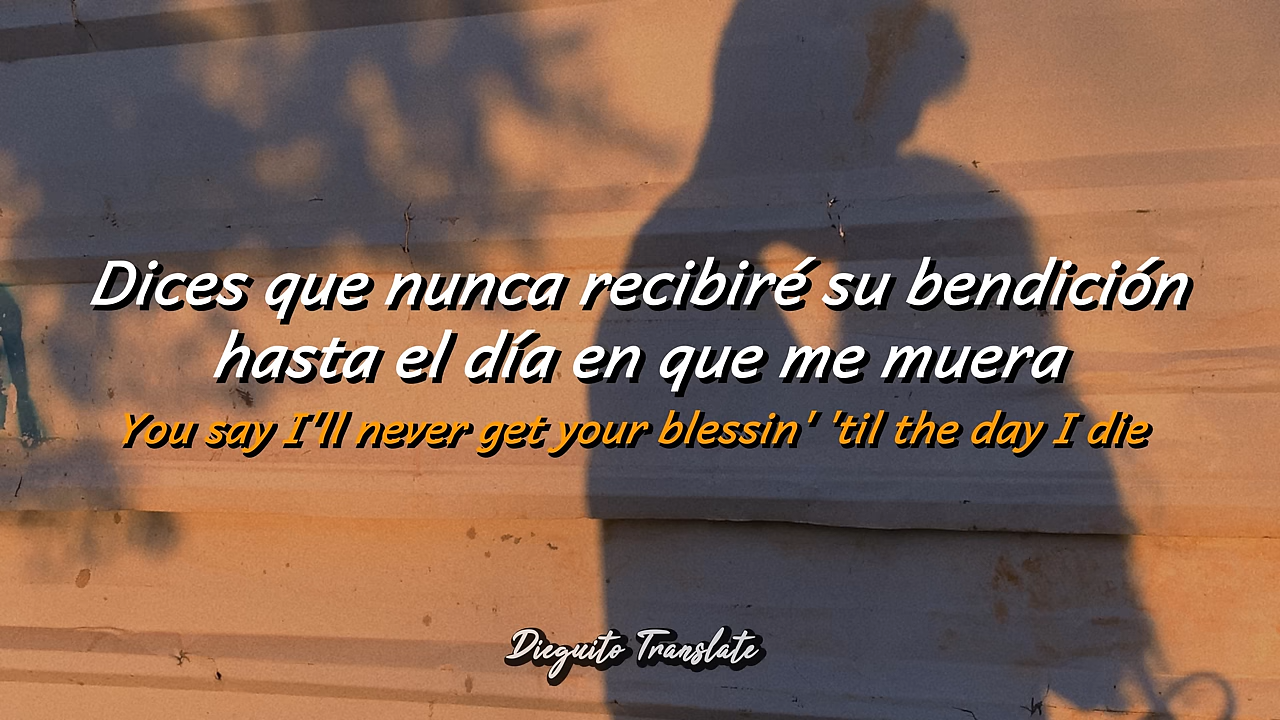 Dices que nunca recibiré su bendición
hasta el día en que me muera
You say I'll never get your blessin' 'til the day I die
Dieguito Translate